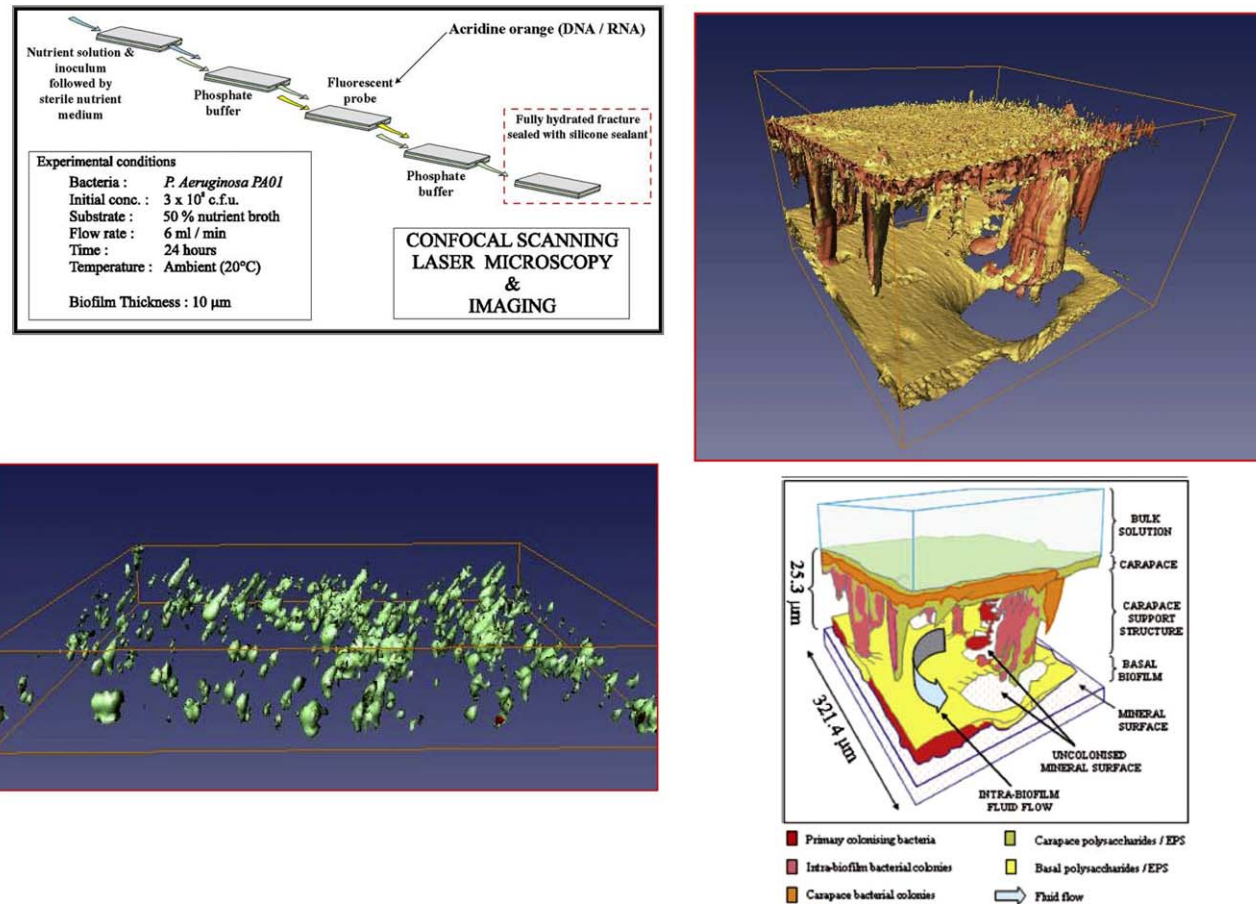 Nutrient solution &
inoculum
followed by
sterile nutrient
medium
Phosphate
buffer
Fluorescent
probe
Acridine orange (DNA / RNA)
Phosphate
buffer
Fully hydrated fracture
sealed with silicone sealant
Experimental conditions
Bacteria : P. Aeruginosa PA01
Initial conc. : 3 x 10⁸ c.f.u.
Substrate : 50 % nutrient broth
Flow rate : 6 ml / min
Time : 24 hours
Temperature : Ambient (20°C)
Biofilm Thickness : 10 µm
CONFOCAL SCANNING
LASER MICROSCOPY
&
IMAGING
BULK
SOLUTION
CARAPACE
CARAPACE
SUPPORT
STRUCTURE
BASAL
BIOFILM
MINERAL
SURFACE
UNCOLONISED
MINERAL SURFACE
INTRA-BIOFILM
FLUID FLOW
25.3 µm
321.4 µm
Primary colonising bacteria
Intra-biofilm bacterial colonies
Carapace bacterial colonies
Carapace polysaccharides / EPS
Basal polysaccharides / EPS
Fluid flow